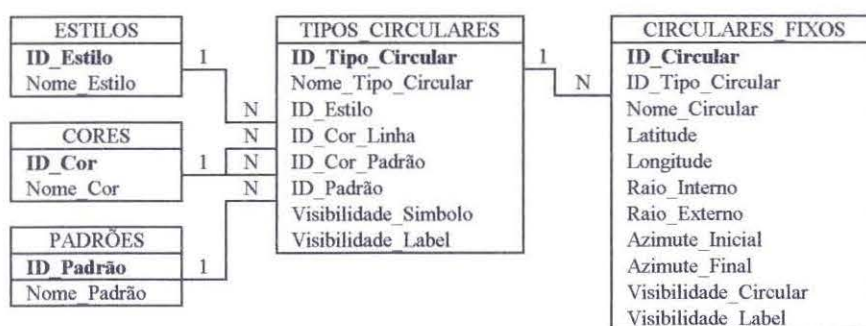 ESTILOS
ID_Estilo
Nome_Estilo
1
N
CORES
ID_Cor
Nome_Cor
1
N
N
PADRÕES
ID_Padrão
Nome_Padrão
1
N
TIPOS_CIRCULARES
ID_Tipo_Circular
Nome_Tipo_Circular
ID_Estilo
ID_Cor_Linha
ID_Cor_Padrão
ID_Padrão
Visibilidade_Simbolo
Visibilidade_Label
1
N
CIRCULARES_FIXOS
ID_Circular
ID_Tipo_Circular
Nome_Circular
Latitude
Longitude
Raio_Interno
Raio_Externo
Azimute_Inicial
Azimute_Final
Visibilidade_Circular
Visibilidade_Label